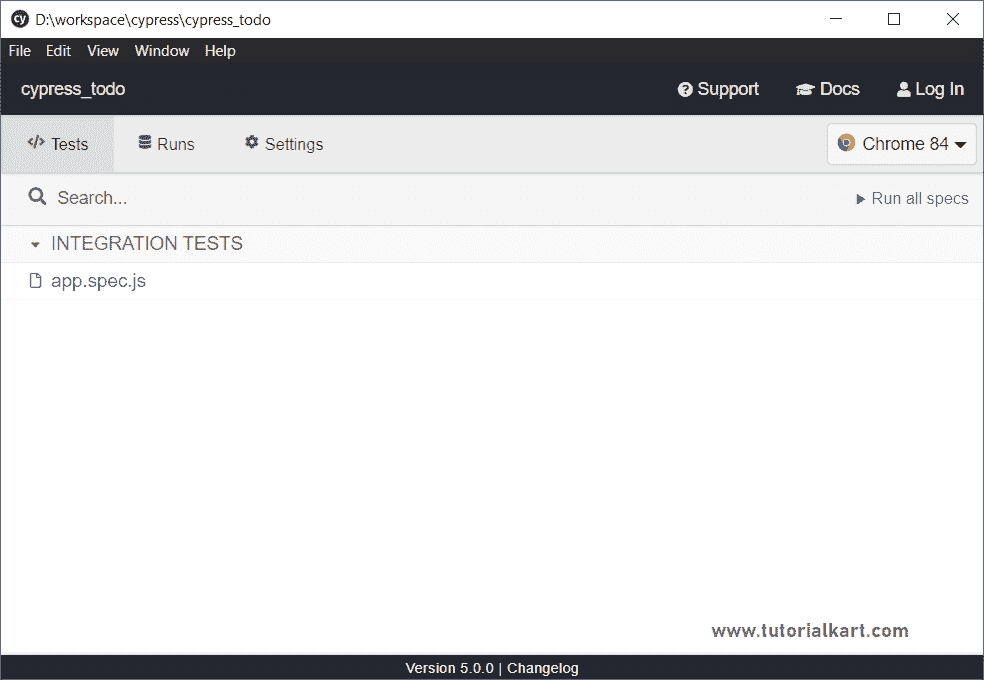 cy D:\workspace\cypress\cypress_todo
File Edit View Window Help
cypress_todo Support Docs Log In
</> Tests Runs Settings Chrome 84
Search... Run all specs
INTEGRATION TESTS
app.spec.js
www.tutorialkart.com
Version 5.0.0 | Changelog